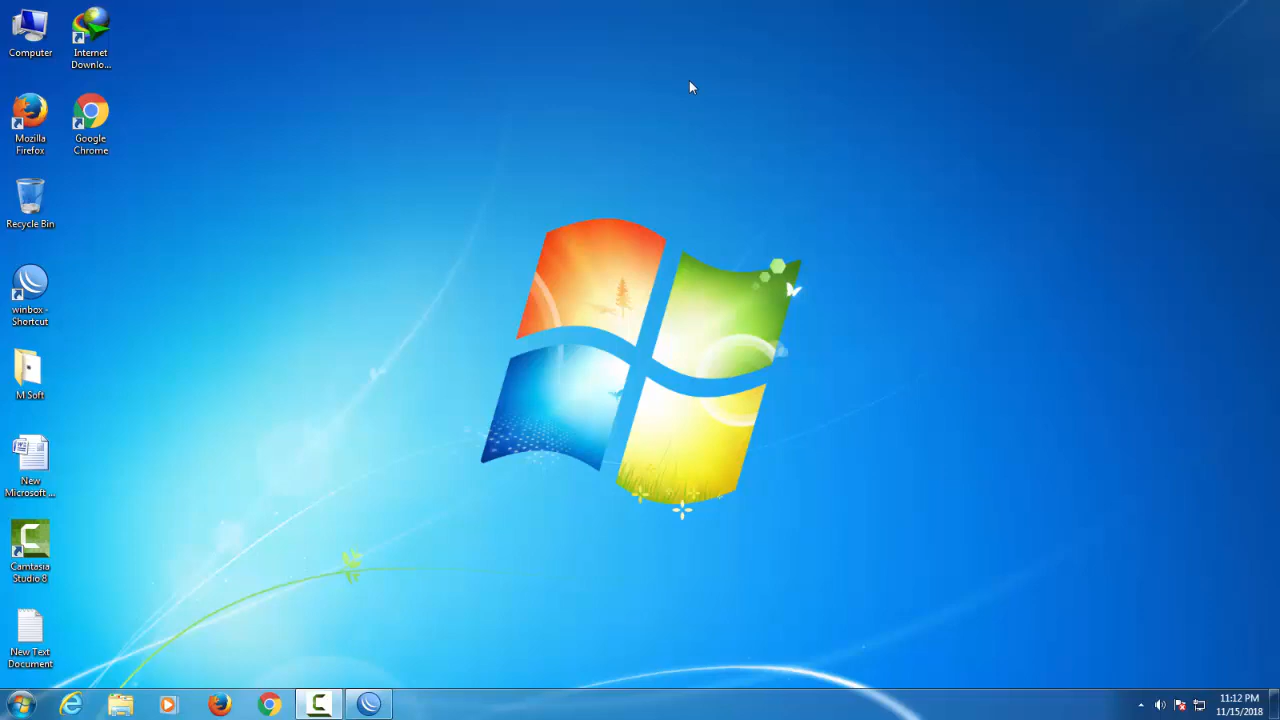 Computer
Internet
Downlo...
Mozilla
Firefox
Google
Chrome
Recycle Bin
winbox -
Shortcut
M Soft
New
Microsoft ...
Camtasia
Studio 8
New Text
Document
11:12 PM
11/15/2018